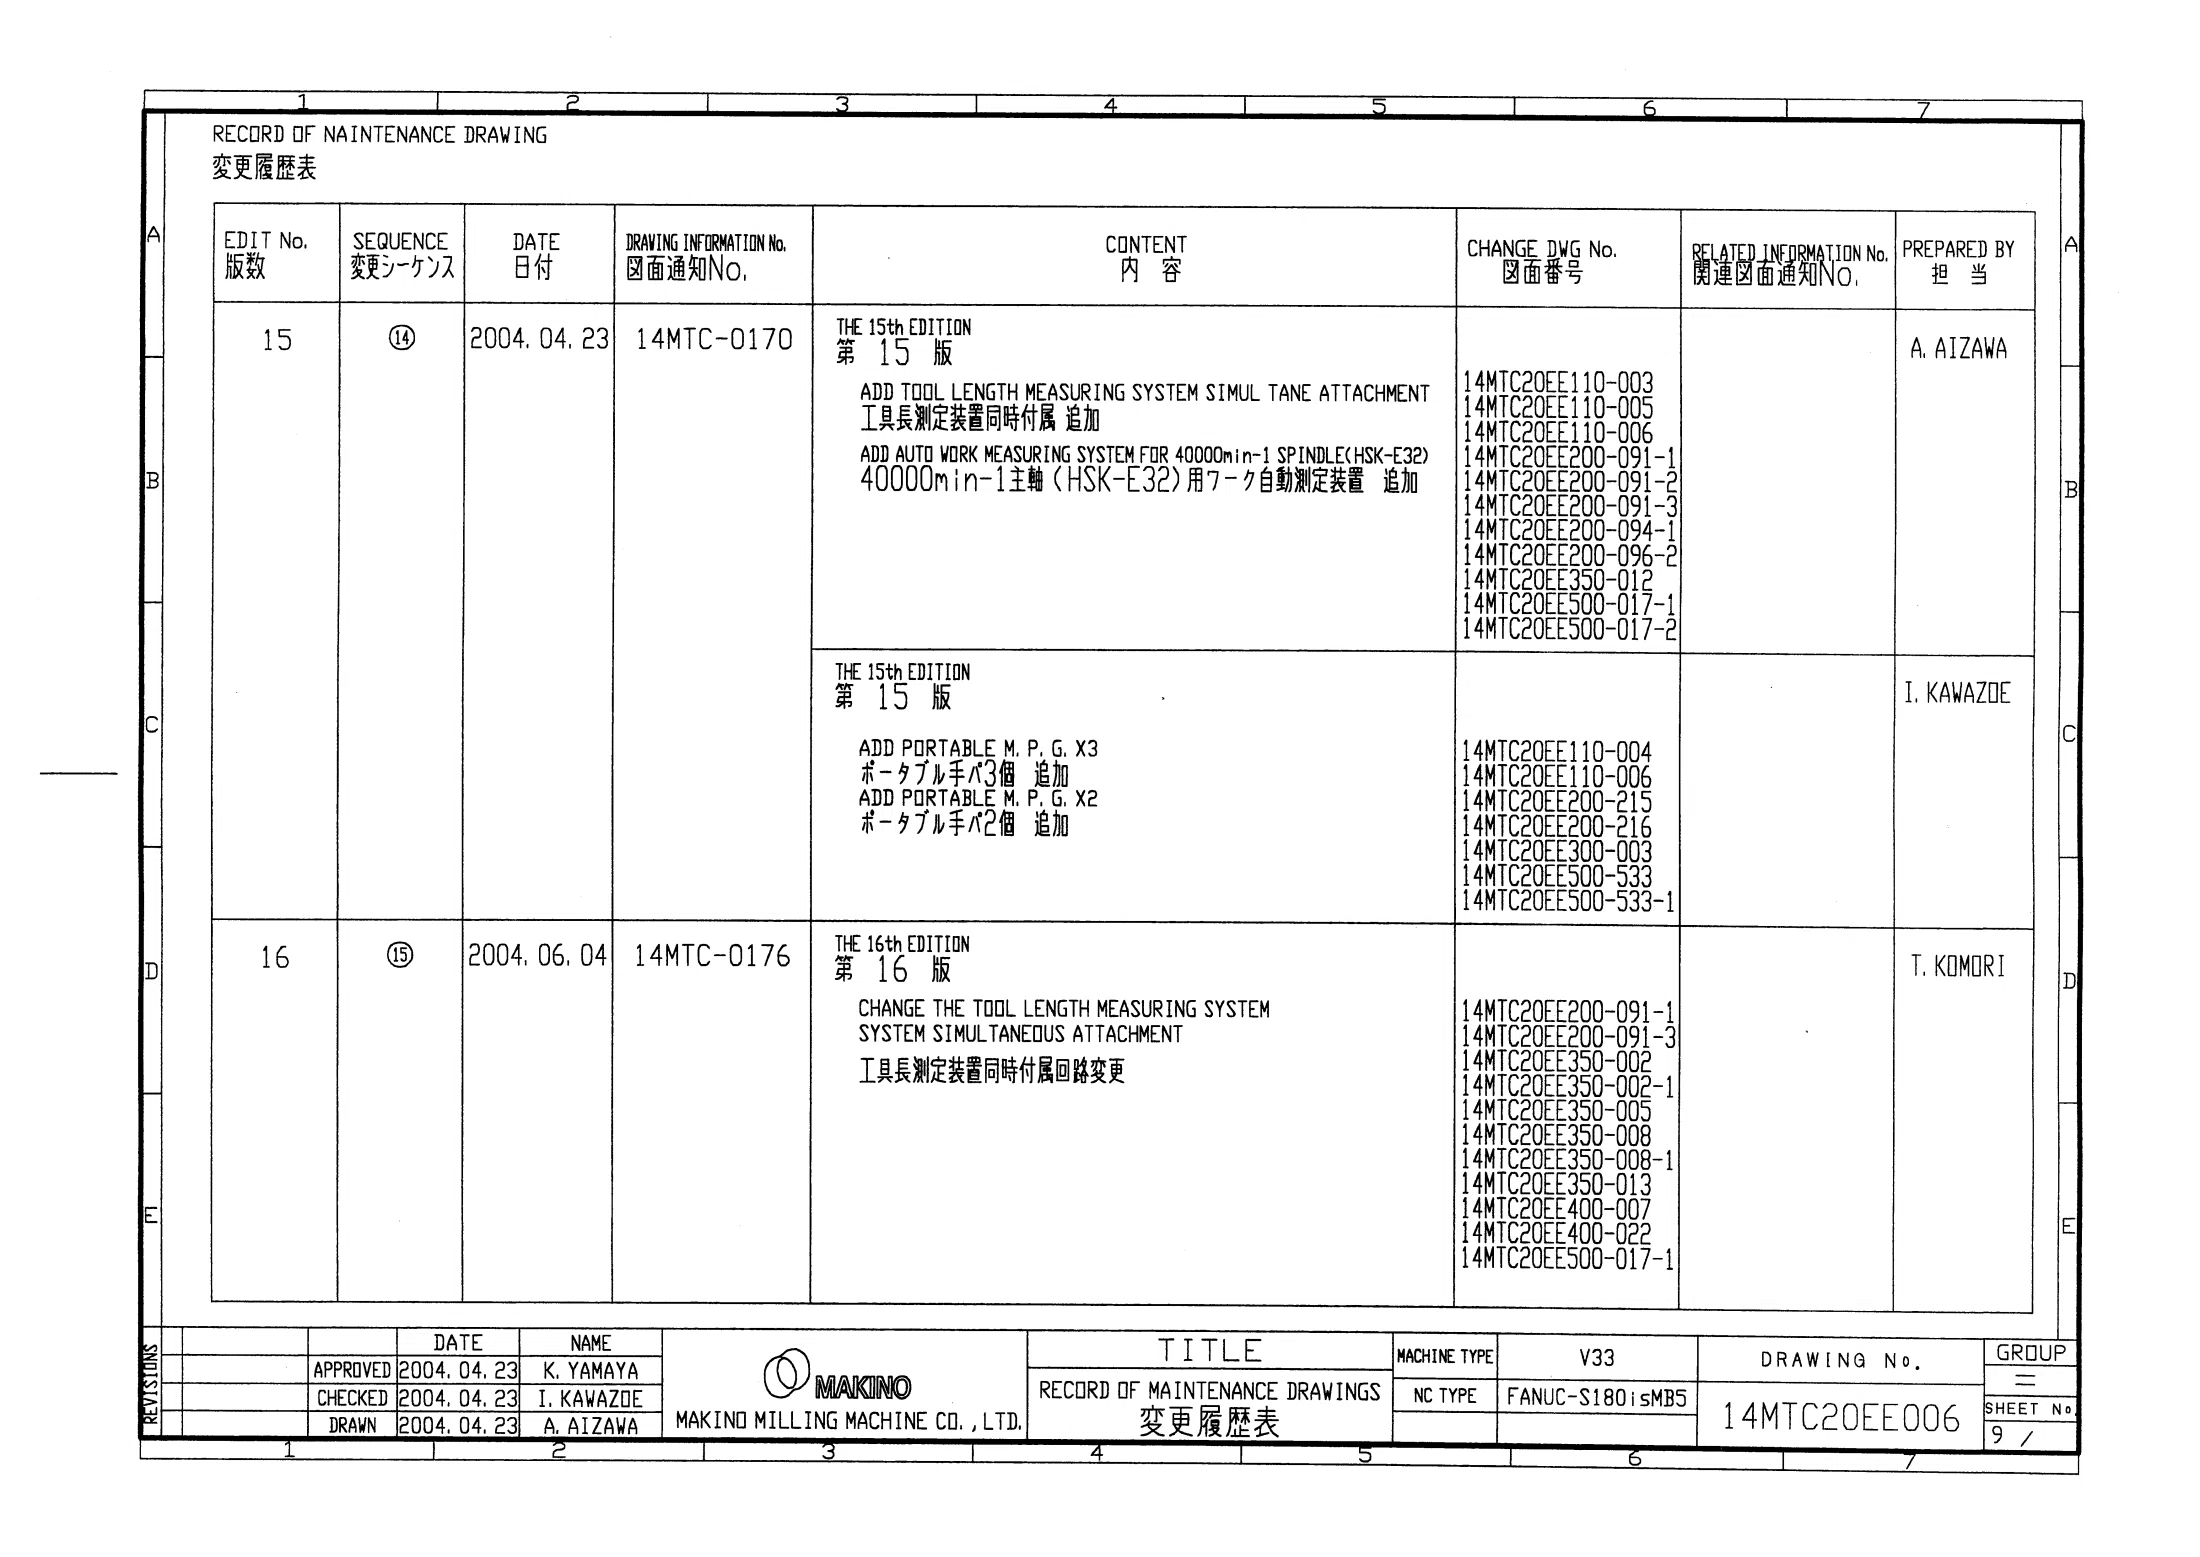 1 2 3 4 5 6 7
RECORD OF NAINTENANCE DRAWING
変更履歴表
EDIT No. SEQUENCE DATE DRAWING INFORMATION No. CONTENT CHANGE DWG No. RELATED INFORMATION No. PREPARED BY
版数 変更シーケンス 日付 図面通知No. 内 容 図面番号 関連図面通知No. 担 当
A A
B B
C C
D D
E E
15 ⑭ 2004.04.23 14MTC-0170
THE 15th EDITION
第 15 版
A. AIZAWA
ADD TOOL LENGTH MEASURING SYSTEM SIMUL TANE ATTACHMENT
工具長測定装置同時付属 追加
ADD AUTO WORK MEASURING SYSTEM FOR 40000min-1 SPINDLE(HSK-E32)
40000min-1主軸(HSK-E32)用ワーク自動測定装置 追加
14MTC20EE110-003
14MTC20EE110-005
14MTC20EE110-006
14MTC20EE200-091-1
14MTC20EE200-091-2
14MTC20EE200-091-3
14MTC20EE200-094-1
14MTC20EE200-096-2
14MTC20EE350-012
14MTC20EE500-017-1
14MTC20EE500-017-2
THE 15th EDITION
第 15 版
I. KAWAZOE
ADD PORTABLE M. P. G. X3
ポータブル手パ3個 追加
ADD PORTABLE M. P. G. X2
ポータブル手パ2個 追加
14MTC20EE110-004
14MTC20EE110-006
14MTC20EE200-215
14MTC20EE200-216
14MTC20EE300-003
14MTC20EE500-533
14MTC20EE500-533-1
16 ⑮ 2004.06.04 14MTC-0176
THE 16th EDITION
第 16 版
T. KOMORI
CHANGE THE TOOL LENGTH MEASURING SYSTEM
SYSTEM SIMULTANEOUS ATTACHMENT
工具長測定装置同時付属回路変更
14MTC20EE200-091-1
14MTC20EE200-091-3
14MTC20EE350-002
14MTC20EE350-002-1
14MTC20EE350-005
14MTC20EE350-008
14MTC20EE350-008-1
14MTC20EE350-013
14MTC20EE400-007
14MTC20EE400-022
14MTC20EE500-017-1
REVISIONS
DATE NAME
APPROVED 2004.04.23 K. YAMAYA
CHECKED 2004.04.23 I. KAWAZOE
DRAWN 2004.04.23 A. AIZAWA
MAKINO
MAKINO MILLING MACHINE CO.,LTD.
TITLE
RECORD OF MAINTENANCE DRAWINGS
変更履歴表
MACHINE TYPE V33
NC TYPE FANUC-S180isMB5
DRAWING No.
14MTC20EE006
GROUP
=
SHEET No.
9 /
1 2 3 4 5 6 7